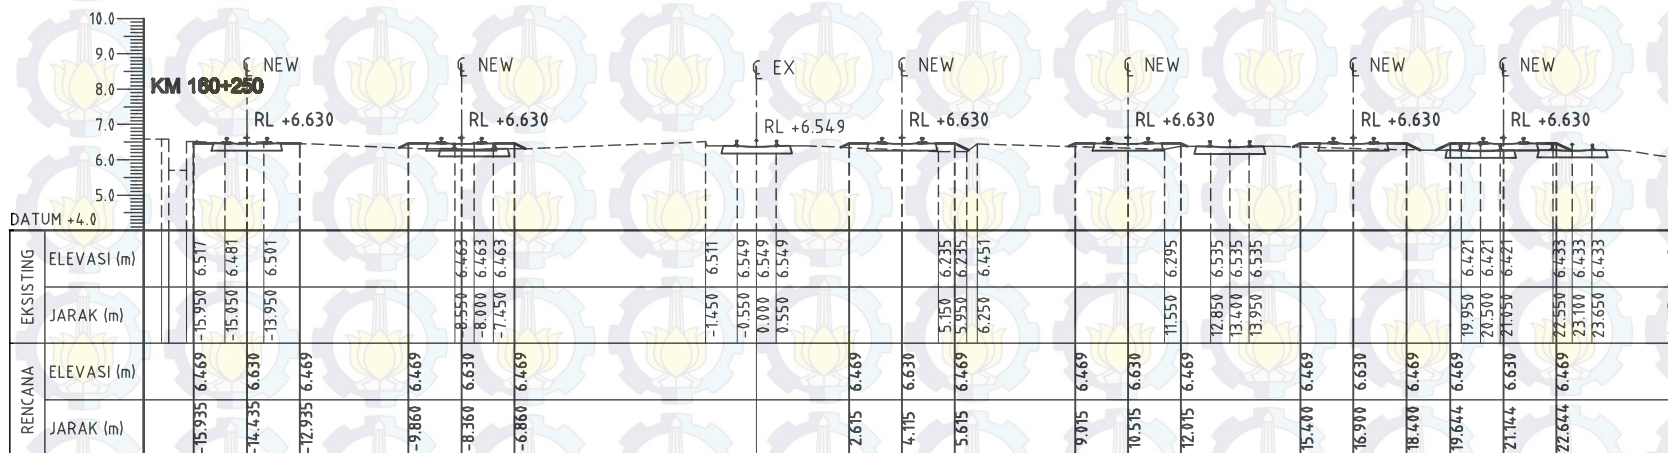 10.0
9.0
8.0
7.0
6.0
5.0
KM 160+250
℄ NEW ℄ NEW ℄ EX ℄ NEW ℄ NEW ℄ NEW ℄ NEW
RL +6.630 RL +6.630 RL +6.549 RL +6.630 RL +6.630 RL +6.630 RL +6.630
DATUM +4.0
EKSISTING
ELEVASI (m) 6.517 6.481 6.501 6.463 6.463 6.463 6.511 6.549 6.549 6.549 6.235 6.235 6.451 6.295 6.535 6.535 6.535 6.421 6.421 6.421 6.433 6.433 6.433
JARAK (m) -15.950 -15.050 -13.950 -8.550 -8.000 -7.450 -1.450 -0.550 0.000 0.550 5.150 5.950 6.250 11.550 12.850 13.400 13.950 19.950 20.500 21.050 22.550 23.100 23.650
RENCANA
ELEVASI (m) 6.469 6.630 6.469 6.469 6.630 6.469 6.469 6.630 6.469 6.469 6.630 6.469 6.469 6.630 6.469 6.469 6.630 6.469
JARAK (m) -15.935 -14.435 -12.935 -9.860 -8.360 -6.860 2.615 4.115 5.615 9.015 10.515 12.015 15.400 16.900 18.400 19.644 21.144 22.644